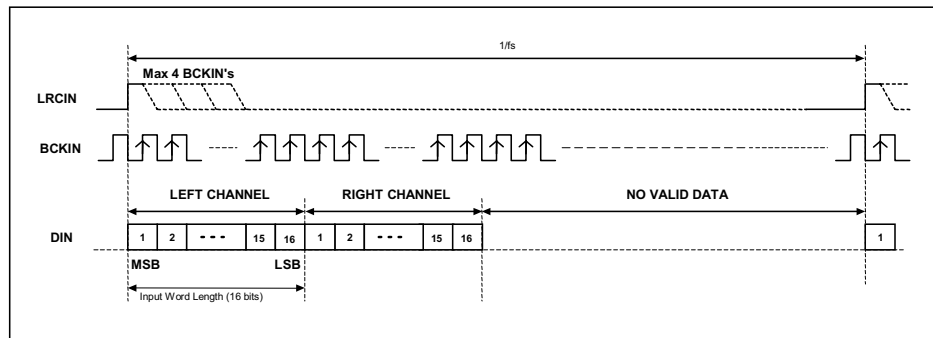 1/fs
Max 4 BCKIN's
LRCIN
BCKIN
LEFT CHANNEL RIGHT CHANNEL NO VALID DATA
DIN 1 2 15 16 1 2 15 16 1
MSB LSB
Input Word Length (16 bits)